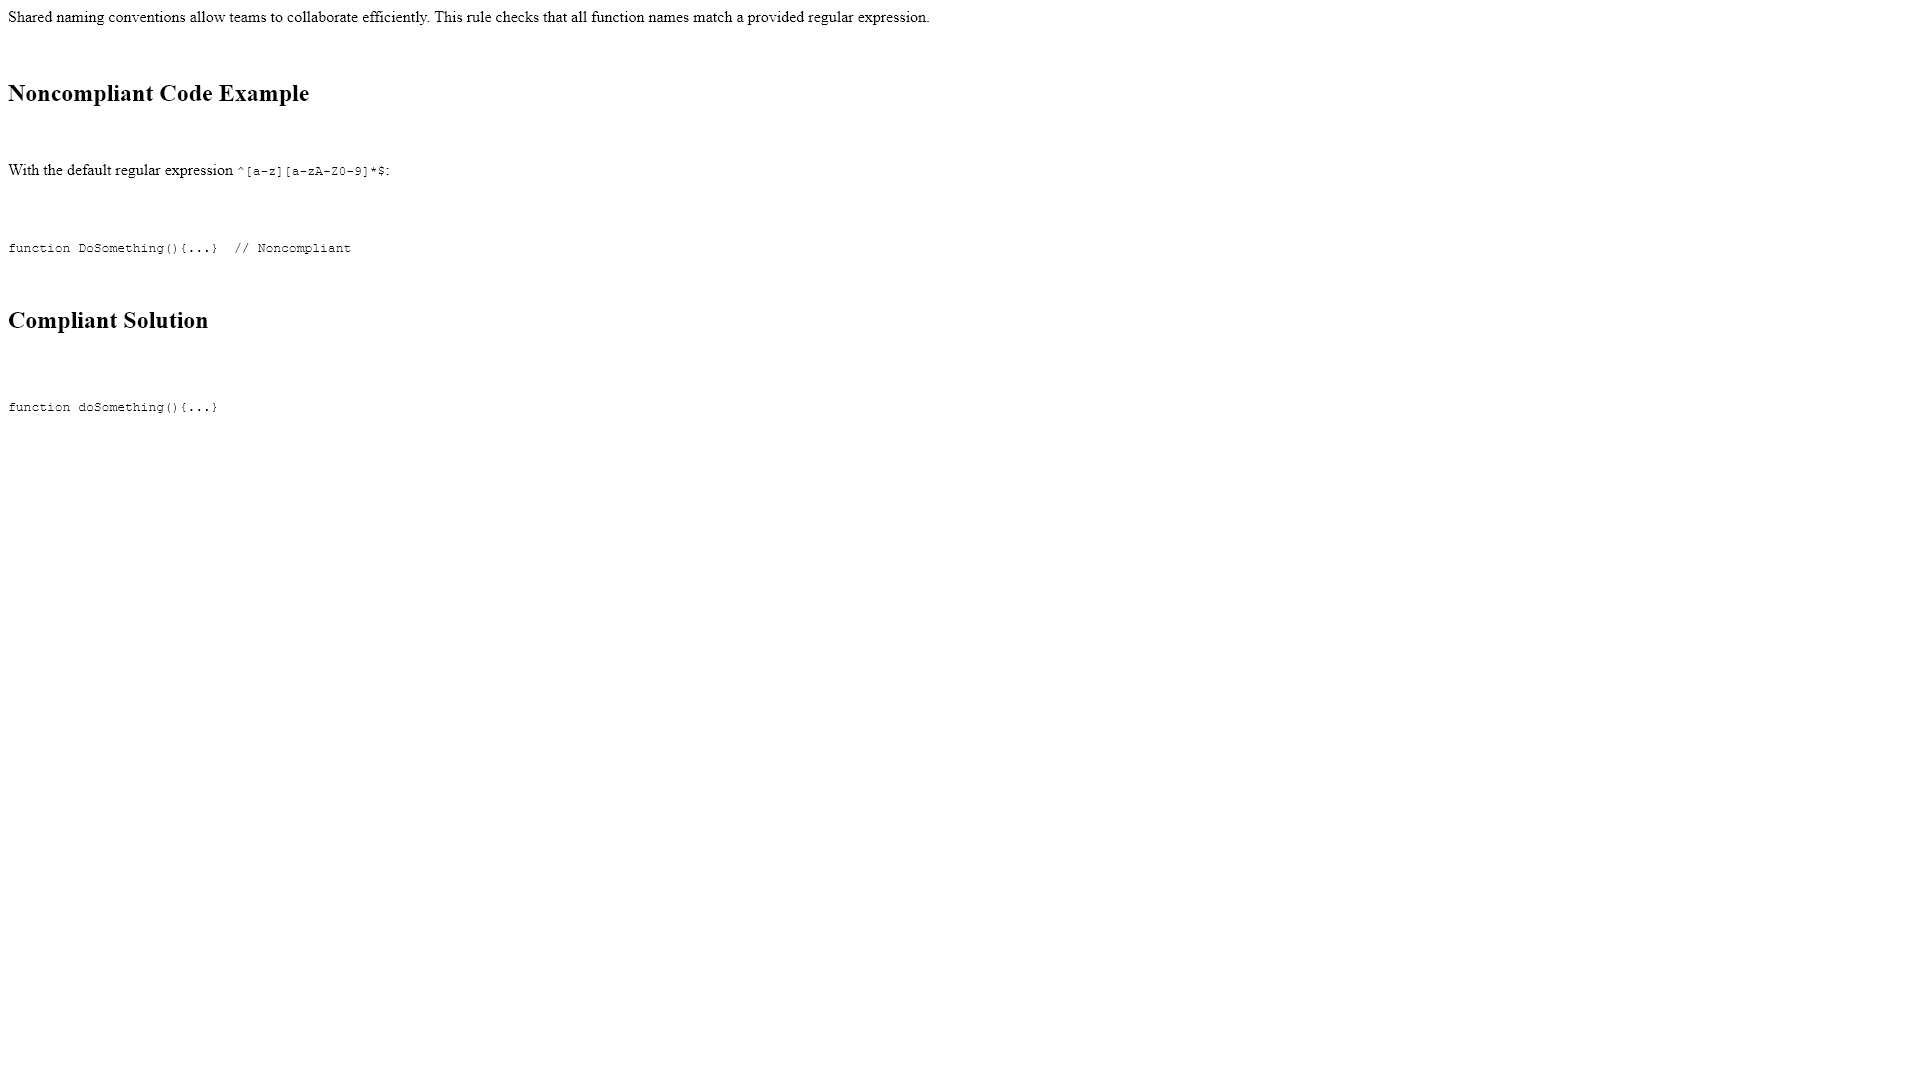 Shared naming conventions allow teams to collaborate efficiently. This rule checks that all function names match a provided regular expression.
Noncompliant Code Example
With the default regular expression ^[a-z][a-zA-Z0-9]*$:
function DoSomething(){...}  // Noncompliant
Compliant Solution
function doSomething(){...}